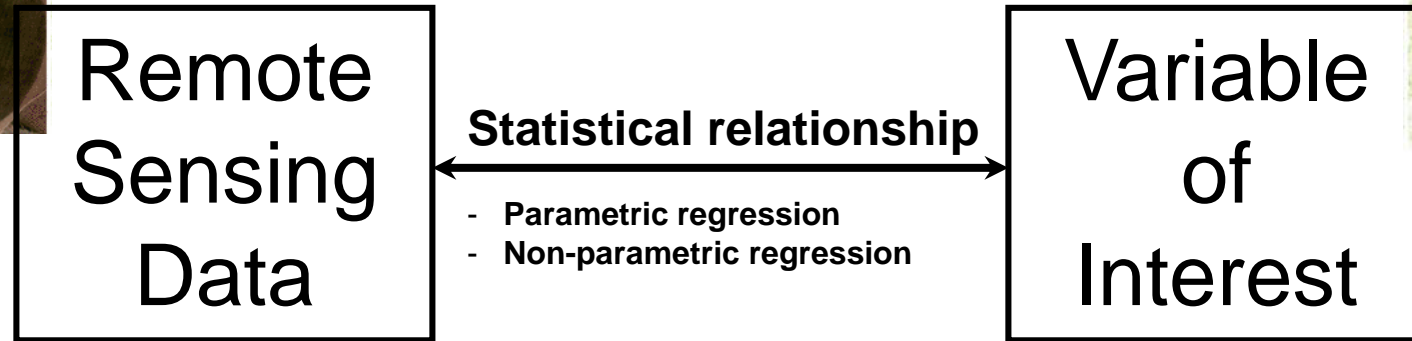 Remote
Sensing
Data
Statistical relationship
- Parametric regression
- Non-parametric regression
Variable
of
Interest